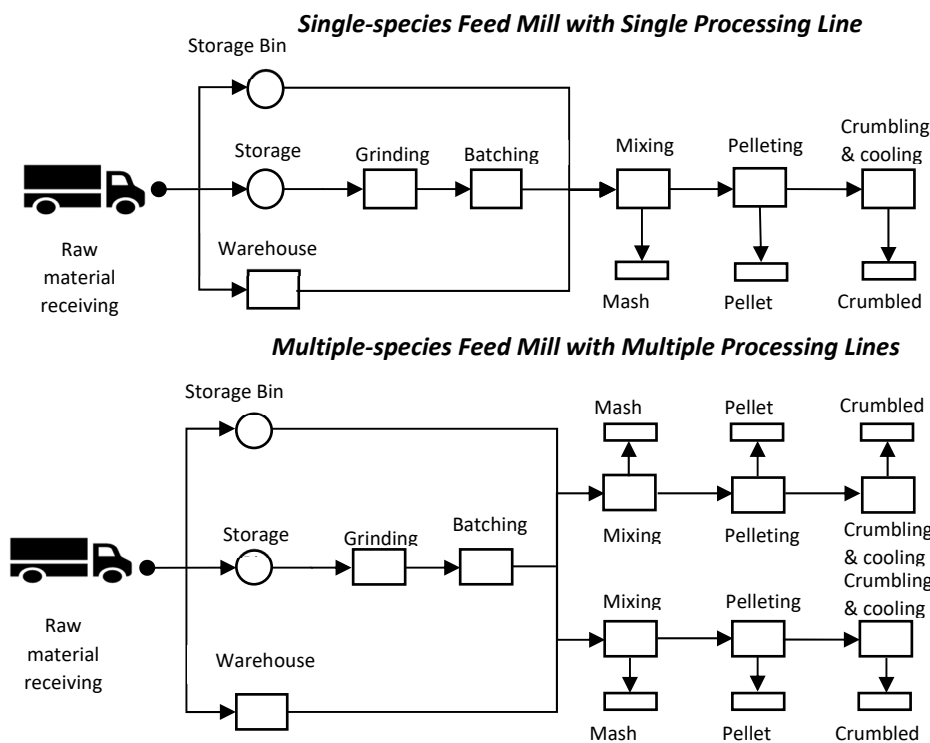 Single-species Feed Mill with Single Processing Line
Storage Bin
Storage
Grinding
Batching
Mixing
Pelleting
Crumbling
& cooling
Warehouse
Raw
material
receiving
Mash
Pellet
Crumbled
Multiple-species Feed Mill with Multiple Processing Lines
Storage Bin
Mash
Pellet
Crumbled
Storage
Grinding
Batching
Mixing
Pelleting
Crumbling
& cooling
Mixing
Pelleting
Crumbling
& cooling
Raw
material
receiving
Warehouse
Mash
Pellet
Crumbled